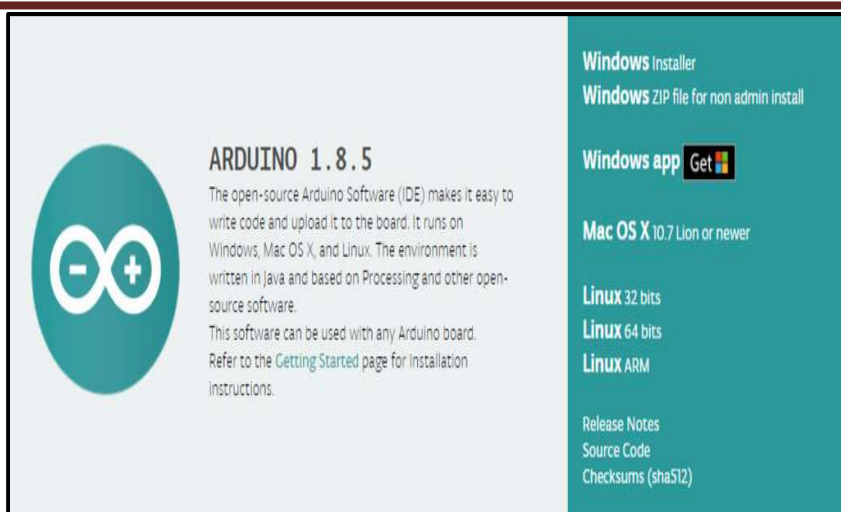 ARDUINO 1.8.5
The open-source Arduino Software (IDE) makes it easy to
write code and upload it to the board. It runs on
Windows, Mac OS X, and Linux. The environment is
written in Java and based on Processing and other open-
source software.
This software can be used with any Arduino board.
Refer to the Getting Started page for Installation
instructions.
Windows Installer
Windows ZIP file for non admin install
Windows app Get
Mac OS X 10.7 Lion or newer
Linux 32 bits
Linux 64 bits
Linux ARM
Release Notes
Source Code
Checksums (sha512)